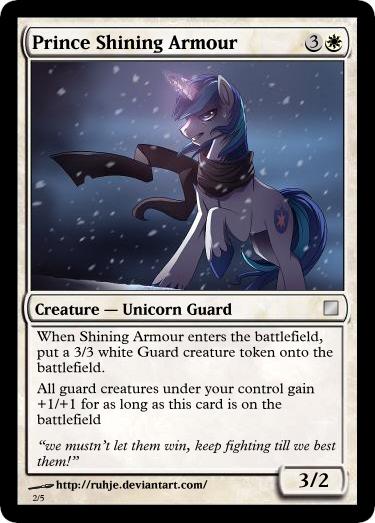 Prince Shining Armour 3
Creature — Unicorn Guard
When Shining Armour enters the battlefield,
put a 3/3 white Guard creature token onto the
battlefield.
All guard creatures under your control gain
+1/+1 for as long as this card is on the
battlefield
“we mustn't let them win, keep fighting till we best
them!”
3/2
http://ruhje.deviantart.com/
2/5